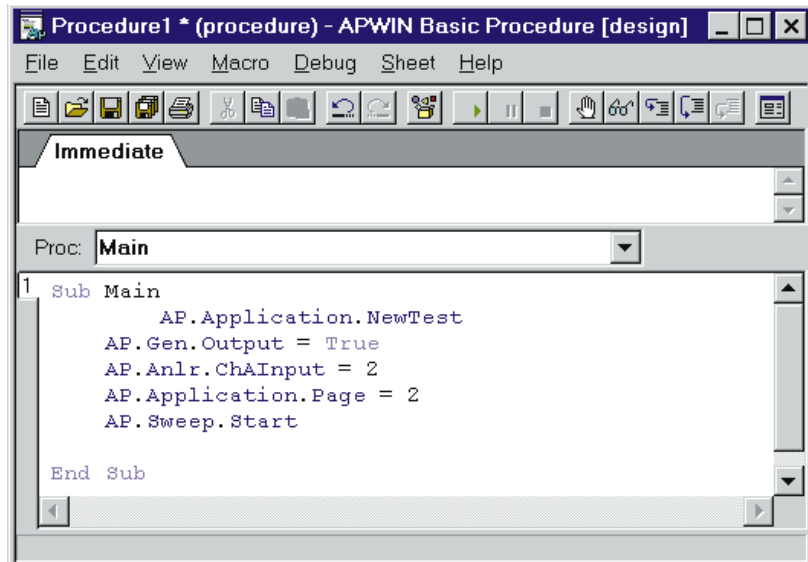 Procedure1 * (procedure) - APWIN Basic Procedure [design]
File Edit View Macro Debug Sheet Help
Immediate
Proc: Main
1
Sub Main
AP.Application.NewTest
AP.Gen.Output = True
AP.Anlr.ChAInput = 2
AP.Application.Page = 2
AP.Sweep.Start
End Sub